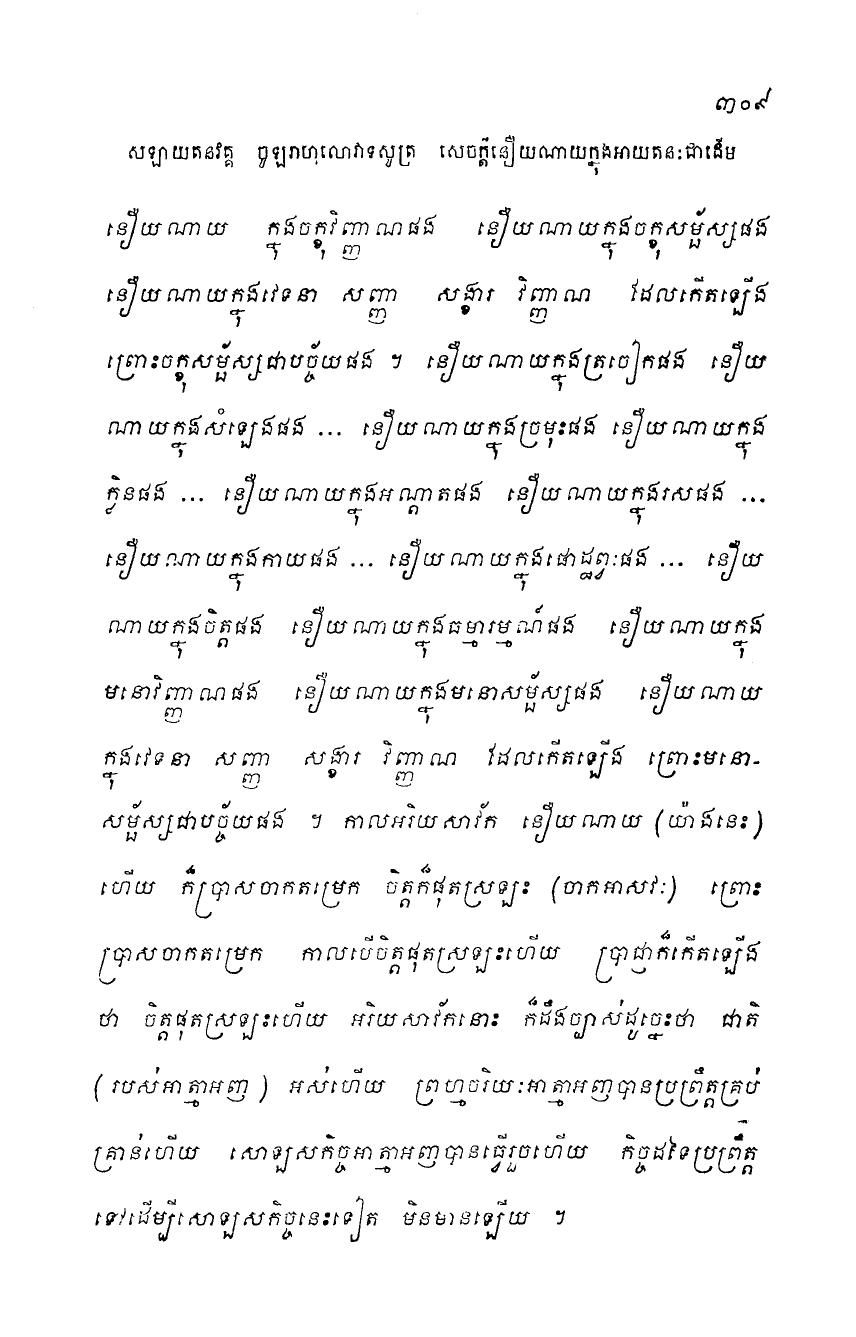 ៣០៩
សឡាយតនវគ្គ ចូឡរាហុលោវាទសូត្រ សេចក្តីនឿយណាយក្នុងអាយតនៈជាដើម
នឿយណាយ ក្នុងចក្ខុវិញ្ញាណផង នឿយណាយក្នុងចក្ខុសម្ផ័ស្សផង
នឿយណាយក្នុងវេទនា សញ្ញា សង្ខារ វិញ្ញាណ ដែលកើតឡើង
ព្រោះចក្ខុសម្ផ័ស្សជាបច្ច័យផង ។ នឿយណាយក្នុងត្រចៀកផង នឿយ
ណាយក្នុងសំឡេងផង ... នឿយណាយក្នុងច្រមុះផង នឿយណាយក្នុង
ក្លិនផង ... នឿយណាយក្នុងអណ្តាតផង នឿយណាយក្នុងរសផង ...
នឿយណាយក្នុងកាយផង ... នឿយណាយក្នុងផោដ្ឋព្វៈផង ... នឿយ
ណាយក្នុងចិត្តផង នឿយណាយក្នុងធម្មារម្មណ៍ផង នឿយណាយក្នុង
មនោវិញ្ញាណផង នឿយណាយក្នុងមនោសម្ផ័ស្សផង នឿយណាយ
ក្នុងវេទនា សញ្ញា សង្ខារ វិញ្ញាណ ដែលកើតឡើង ព្រោះមនោ-
សម្ផ័ស្សជាបច្ច័យផង ។ កាលអរិយសាវ័ក នឿយណាយ (យ៉ាងនេះ)
ហើយ ក៏ប្រាសចាកតម្រេក ចិត្តក៏ផុតស្រឡះ (ចាកអាសវៈ) ព្រោះ
ប្រាសចាកតម្រេក កាលបើចិត្តផុតស្រឡះហើយ ប្រាជ្ញាក៏កើតឡើង
ថា ចិត្តផុតស្រឡះហើយ អរិយសាវ័កនោះ ក៏ដឹងច្បាស់ដូច្នេះថា ជាតិ
(របស់អាត្មាអញ) អស់ហើយ ព្រហ្មចរិយៈអាត្មាអញបានប្រព្រឹត្តគ្រប់
គ្រាន់ហើយ សោឡសកិច្ចអាត្មាអញបានធ្វើរួចហើយ កិច្ចដទៃប្រព្រឹត្ត
ទៅដើម្បីសោឡសកិច្ចនេះទៀត មិនមានឡើយ ។